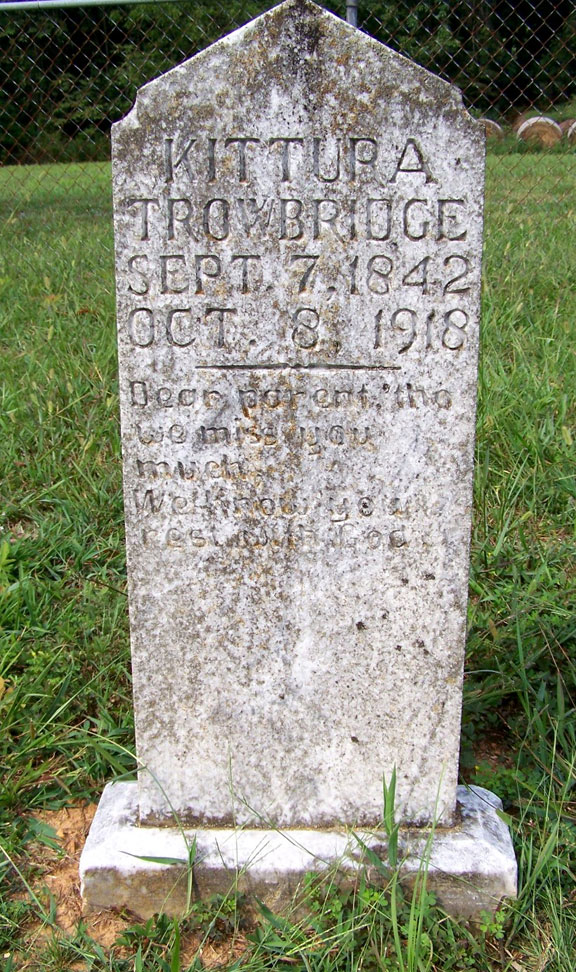 KITTURA
TROWBRIDGE
SEPT. 7, 1842
OCT. 8, 1918
Dear parent, 'tho
we miss you
much,
We know you
rest with God.